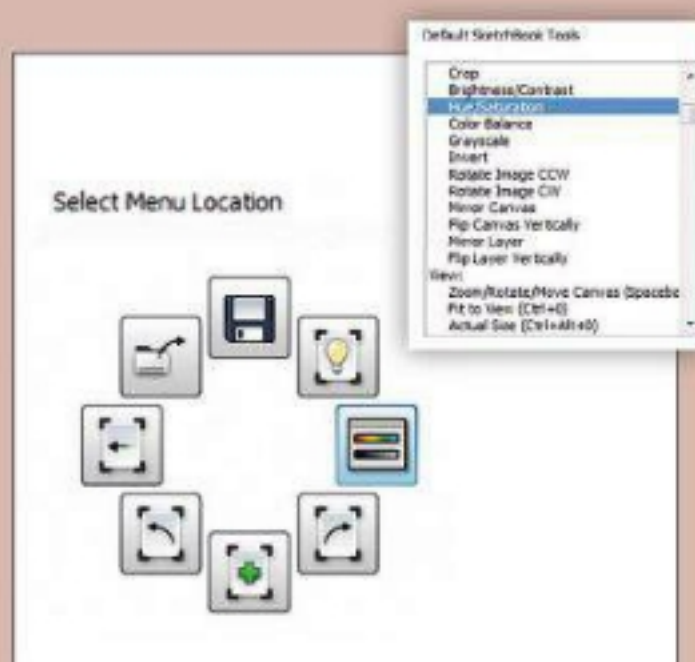 Default SketchBook Tools
Crop
Brightness/Contrast
Hue/Saturation
Color Balance
Grayscale
Invert
Rotate Image CCW
Rotate Image CW
Mirror Canvas
Flip Canvas Vertically
Mirror Layer
Flip Layer Vertically
View:
Zoom/Rotate/Move Canvas (Spaceba
Fit to View (Ctrl+0)
Actual Size (Ctrl+Alt+0)
Select Menu Location